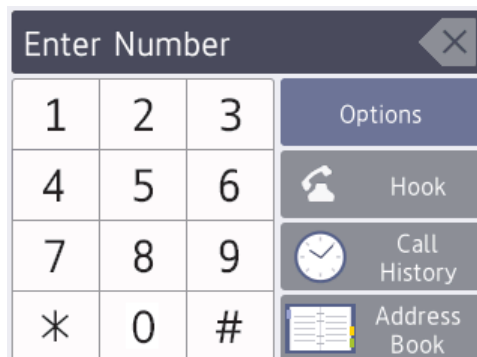 Enter Number
1 2 3
Options
4 5 6
Hook
7 8 9
Call
History
* 0 #
Address
Book